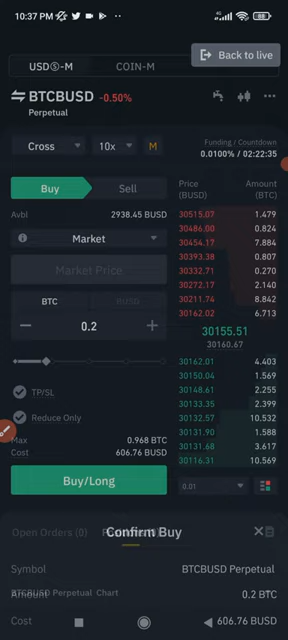 10:37 PM
88
Back to live
USDⓈ-M COIN-M
BTCBUSD -0.50%
Perpetual
Cross 10x M
Funding / Countdown
0.0100% / 02:22:35
Buy Sell
Price (BUSD) Amount (BTC)
Avbl 2938.45 BUSD
Market
Market Price
BTC BUSD
− 0.2 +
TP/SL
Reduce Only
Max 0.968 BTC
Cost 606.76 BUSD
Buy/Long
30515.07 1.479
30486.00 0.824
30454.17 7.884
30393.38 0.807
30332.71 0.270
30272.17 2.140
30211.74 8.842
30162.02 6.713
30155.51
30160.67
30162.01 4.403
30150.04 1.569
30148.61 2.255
30133.35 2.399
30132.57 10.532
30131.90 1.588
30131.68 3.617
30116.31 10.569
0.01
Open Orders (0)
Confirm Buy
Symbol BTCBUSD Perpetual
BTCBUSD Perpetual Chart
Amount 0.2 BTC
Cost 606.76 BUSD